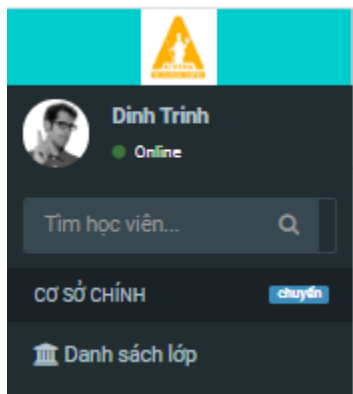 Dinh Trinh
Online
Tìm học viên...
CƠ SỞ CHÍNH
chuyển
Danh sách lớp